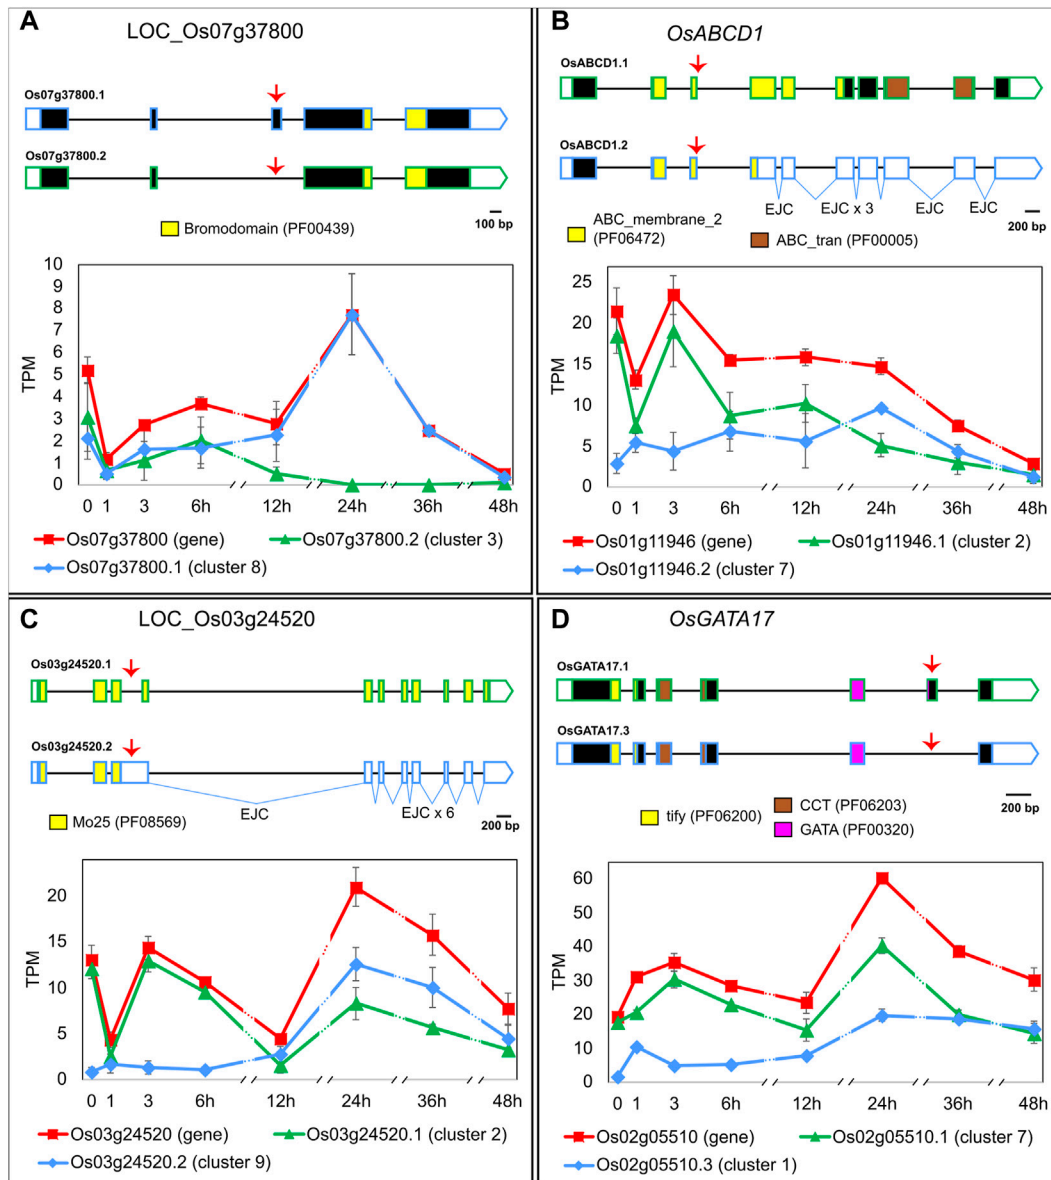 A
LOC_Os07g37800
Os07g37800.1
Os07g37800.2
100 bp
Bromodomain (PF00439)
10
9
8
7
6
5
4
3
2
1
0
TPM
0 1 3 6h 12h 24h 36h 48h
Os07g37800 (gene)
Os07g37800.2 (cluster 3)
Os07g37800.1 (cluster 8)
B
OsABCD1
OsABCD1.1
OsABCD1.2
EJC
EJC x 3
EJC
EJC
200 bp
ABC_membrane_2
(PF06472)
ABC_tran (PF00005)
25
20
15
10
5
0
TPM
0 1 3 6h 12h 24h 36h 48h
Os01g11946 (gene)
Os01g11946.1 (cluster 2)
Os01g11946.2 (cluster 7)
C
LOC_Os03g24520
Os03g24520.1
Os03g24520.2
EJC
EJC x 6
200 bp
Mo25 (PF08569)
20
15
10
5
0
TPM
0 1 3 6h 12h 24h 36h 48h
Os03g24520 (gene)
Os03g24520.1 (cluster 2)
Os03g24520.2 (cluster 9)
D
OsGATA17
OsGATA17.1
OsGATA17.3
200 bp
tify (PF06200)
CCT (PF06203)
GATA (PF00320)
60
50
40
30
20
10
0
TPM
0 1 3 6h 12h 24h 36h 48h
Os02g05510 (gene)
Os02g05510.1 (cluster 7)
Os02g05510.3 (cluster 1)